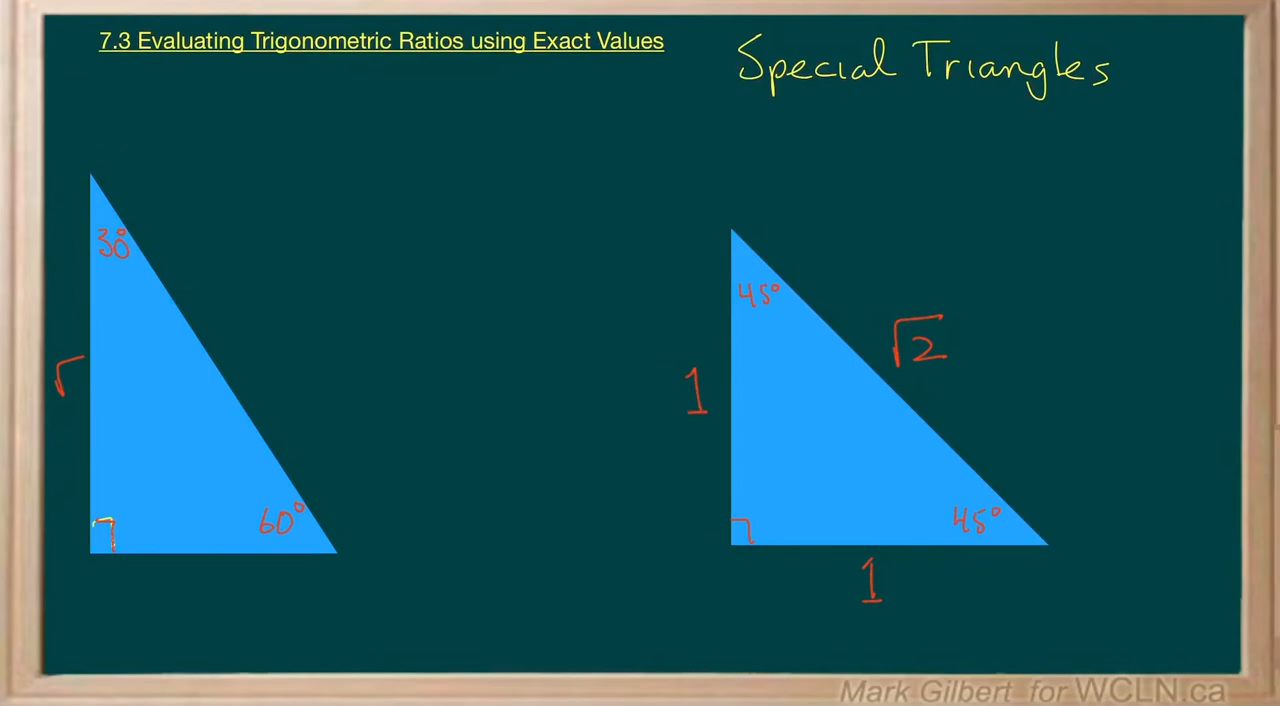 7.3 Evaluating Trigonometric Ratios using Exact Values
Special Triangles
30°
√
60°
45°
√2
1
45°
1
Mark Gilbert for WCLN.ca